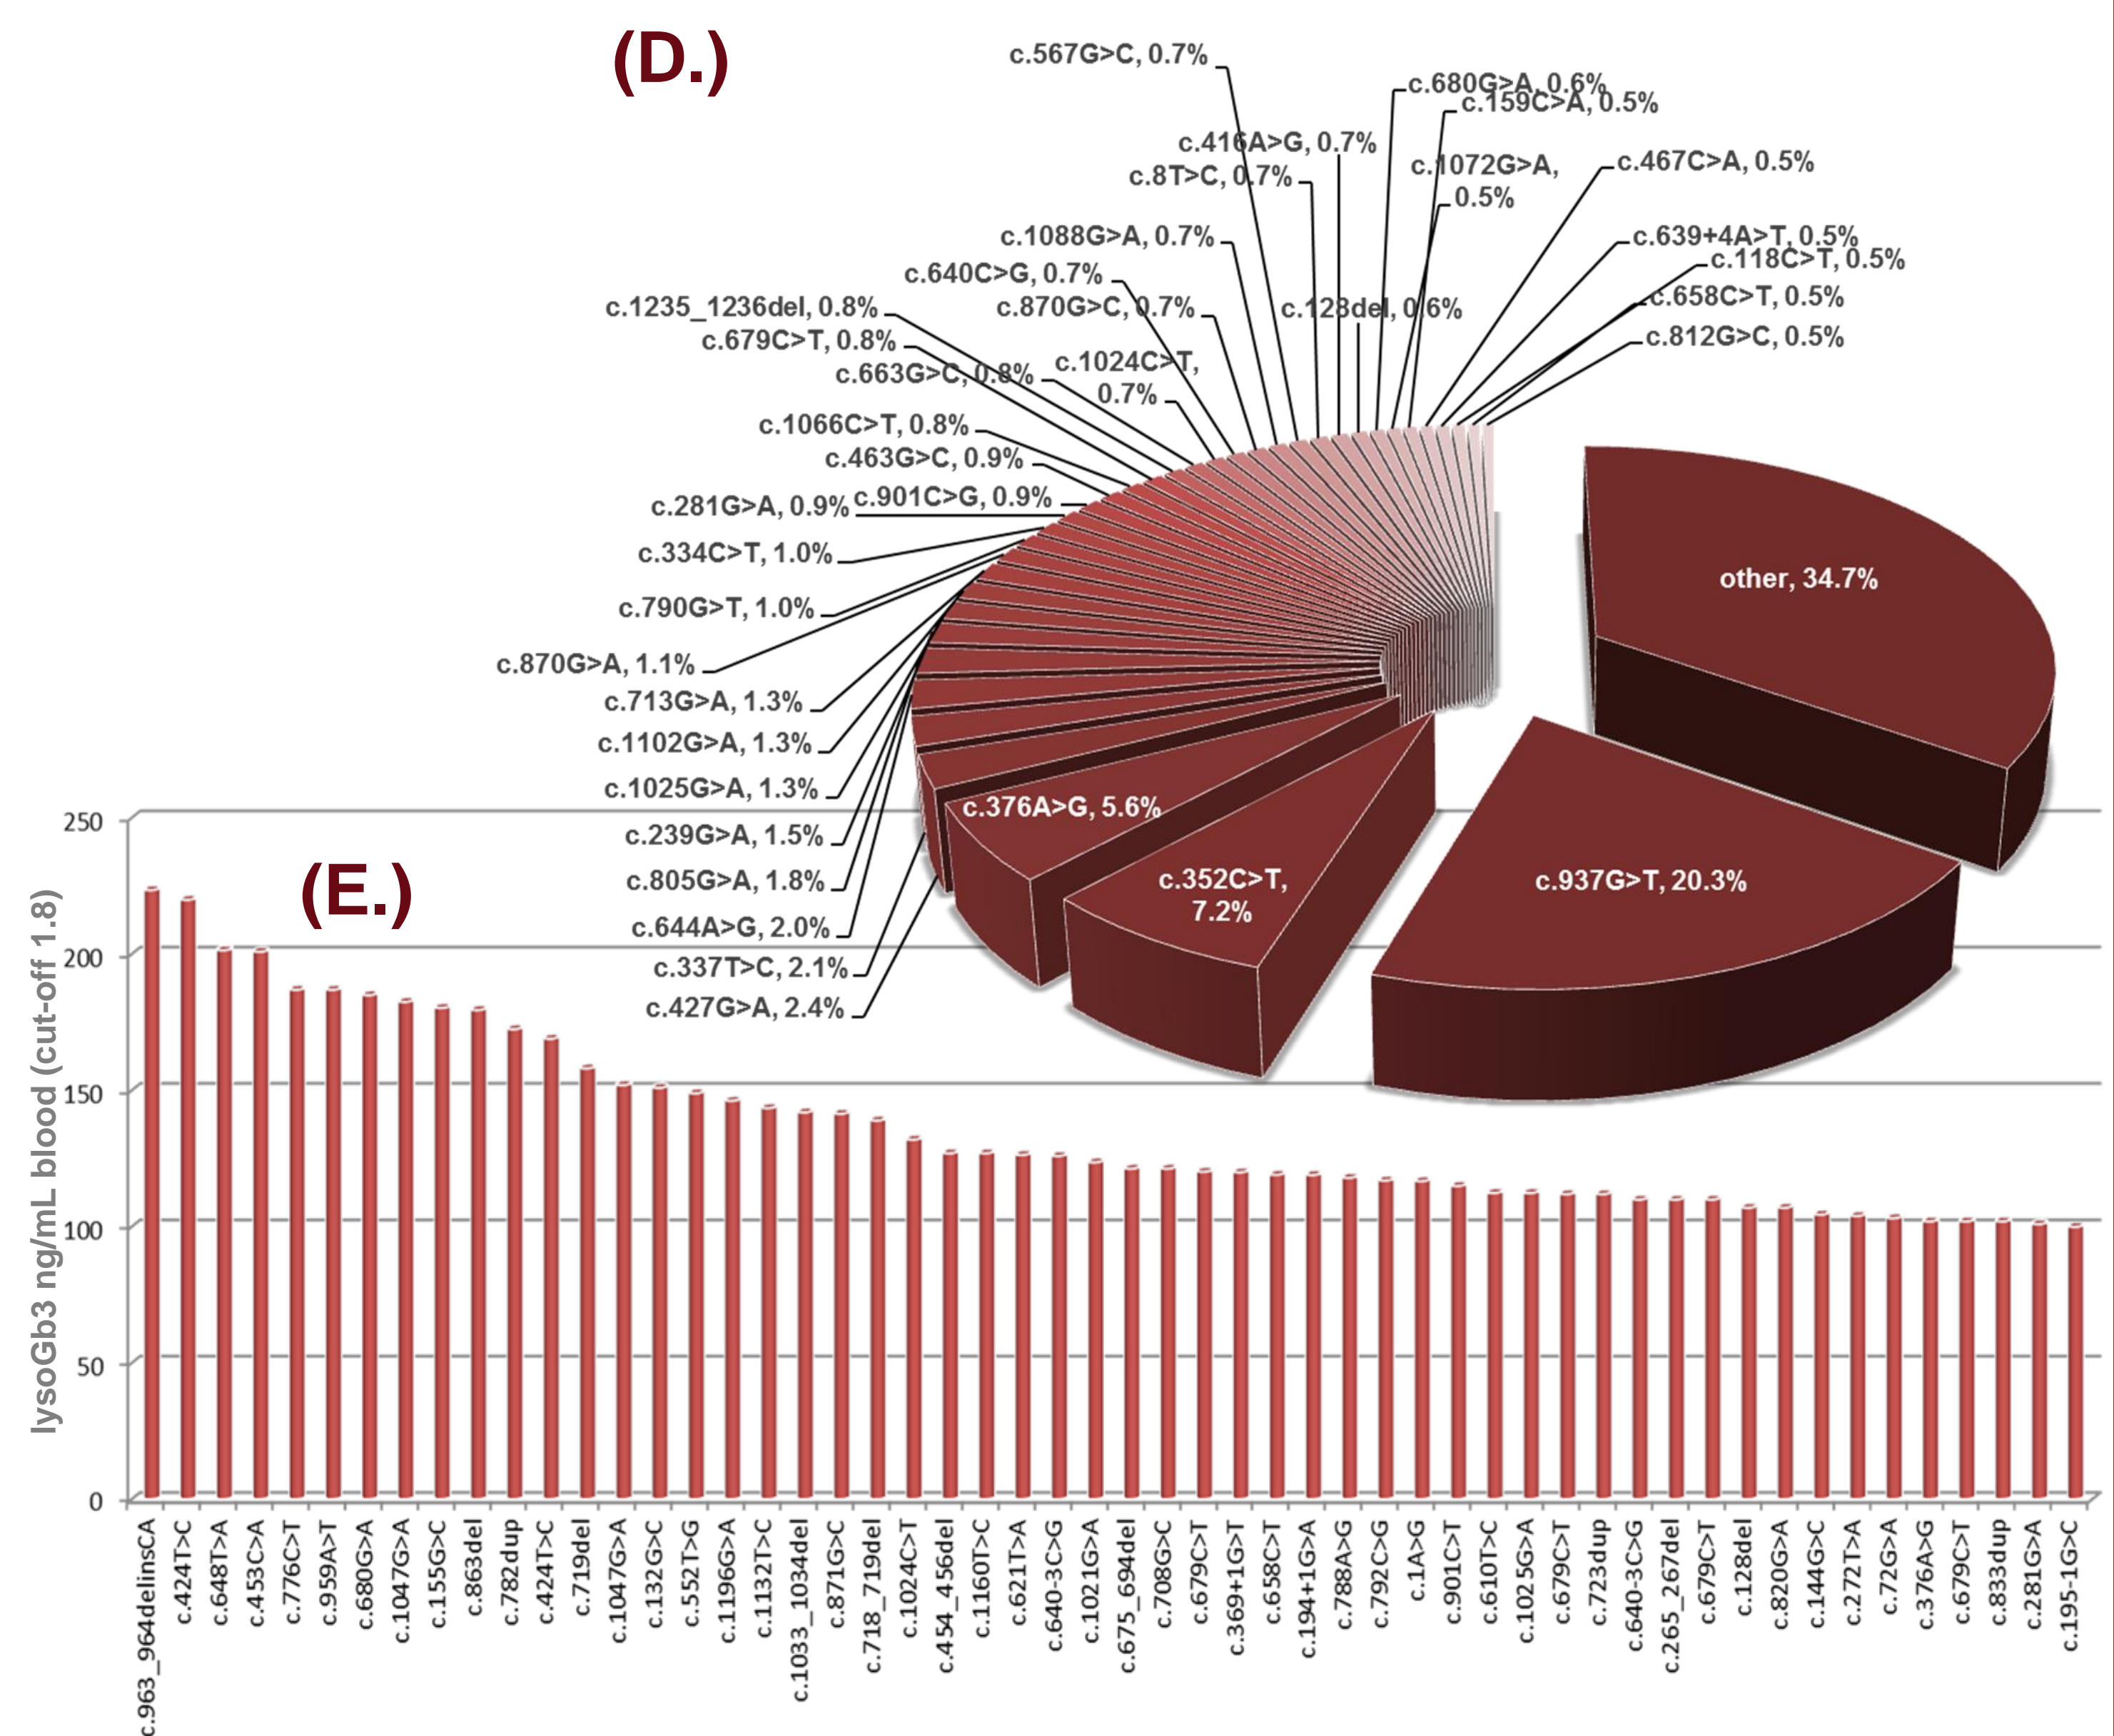 (D.)
c.567G>C, 0.7%
c.680G>A, 0.6%
c.159C>A, 0.5%
c.416A>G, 0.7%
c.8T>C, 0.7%
c.1072G>A,
0.5%
c.467C>A, 0.5%
c.1088G>A, 0.7%
c.639+4A>T, 0.5%
c.118C>T, 0.5%
c.640C>G, 0.7%
c.658C>T, 0.5%
c.1235_1236del, 0.8%
c.870G>C, 0.7%
c.128del, 0.6%
c.679C>T, 0.8%
c.812G>C, 0.5%
c.663G>C, 0.8%
c.1024C>T,
0.7%
c.1066C>T, 0.8%
c.463G>C, 0.9%
c.281G>A, 0.9%
c.901C>G, 0.9%
c.334C>T, 1.0%
c.790G>T, 1.0%
c.870G>A, 1.1%
c.713G>A, 1.3%
c.1102G>A, 1.3%
c.1025G>A, 1.3%
c.239G>A, 1.5%
c.805G>A, 1.8%
c.644A>G, 2.0%
c.337T>C, 2.1%
c.427G>A, 2.4%
c.376A>G, 5.6%
c.352C>T,
7.2%
c.937G>T, 20.3%
other, 34.7%
(E.)
lysoGb3 ng/mL blood (cut-off 1.8)
250
200
150
100
50
0
c.963_964delinsCA
c.424T>C
c.648T>A
c.453C>A
c.776C>T
c.959A>T
c.680G>A
c.1047G>A
c.155G>C
c.863del
c.782dup
c.424T>C
c.719del
c.1047G>A
c.132G>C
c.552T>G
c.1196G>A
c.1132T>C
c.1033_1034del
c.871G>C
c.718_719del
c.1024C>T
c.454_456del
c.1160T>C
c.621T>A
c.640-3C>G
c.1021G>A
c.675_694del
c.708G>C
c.679C>T
c.369+1G>T
c.658C>T
c.194+1G>A
c.788A>G
c.792C>G
c.1A>G
c.901C>T
c.610T>C
c.1025G>A
c.679C>T
c.723dup
c.640-3C>G
c.265_267del
c.679C>T
c.128del
c.820G>A
c.144G>C
c.272T>A
c.72G>A
c.376A>G
c.679C>T
c.833dup
c.281G>A
c.195-1G>C